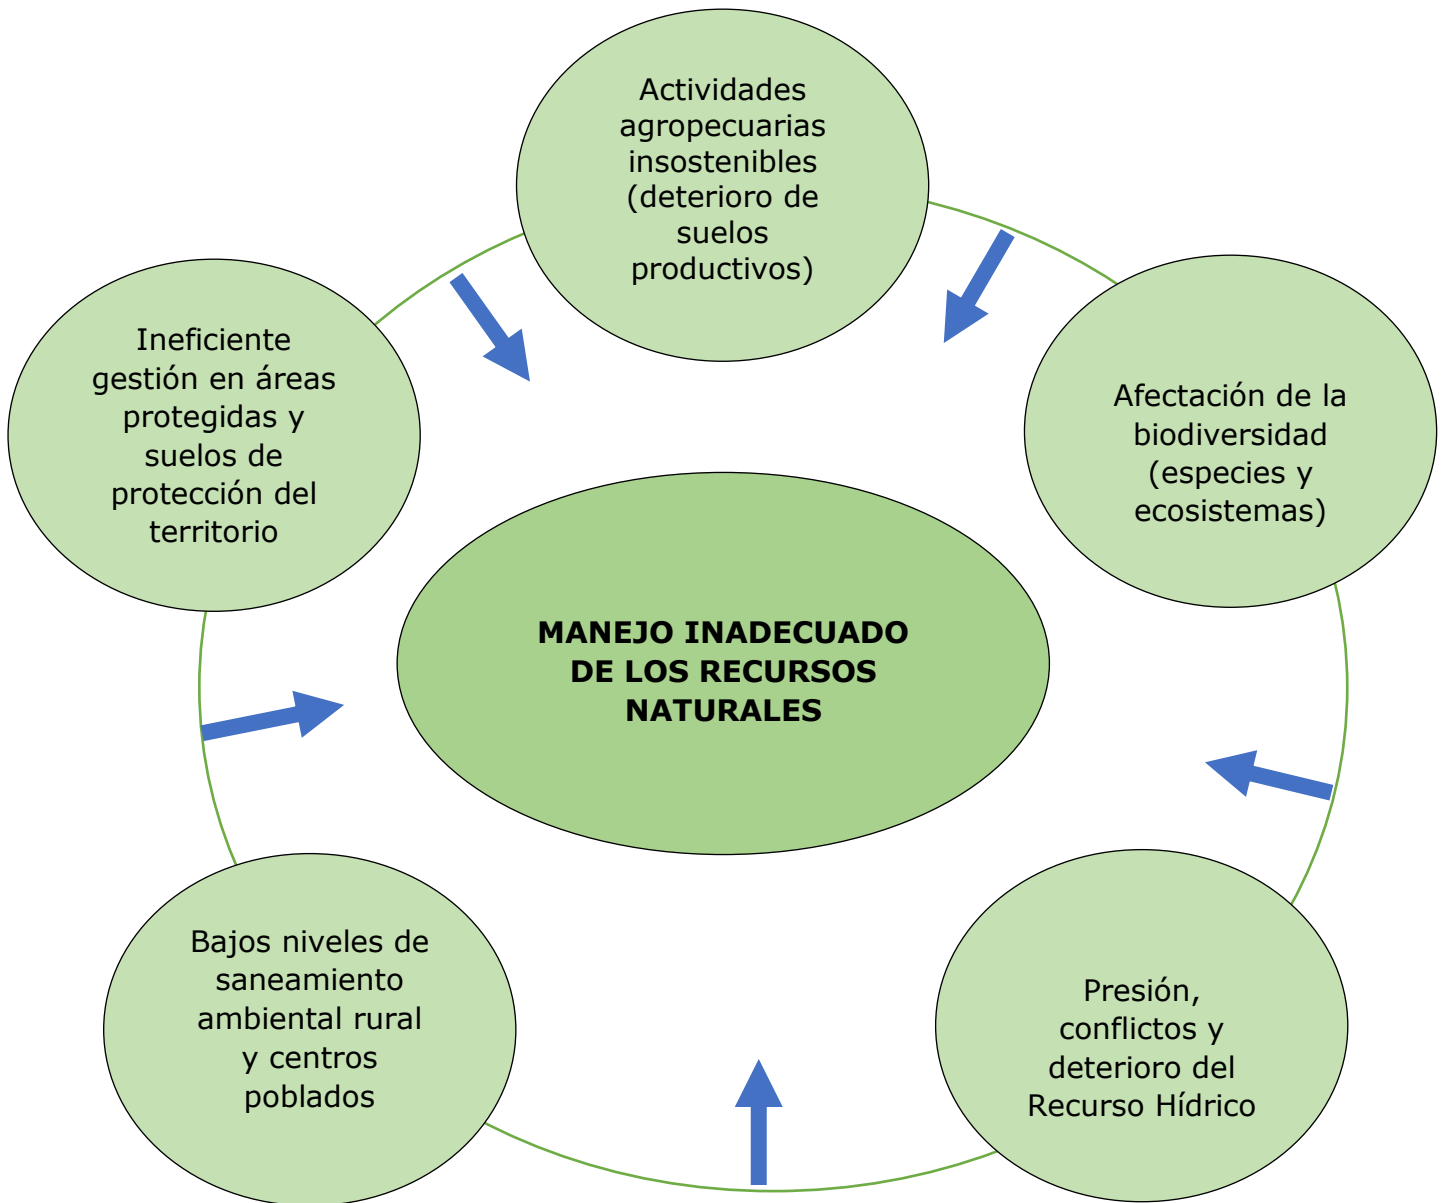 Actividades
agropecuarias
insostenibles
(deterioro de
suelos
productivos)
Ineficiente
gestión en áreas
protegidas y
suelos de
protección del
territorio
Afectación de la
biodiversidad
(especies y
ecosistemas)
MANEJO INADECUADO
DE LOS RECURSOS
NATURALES
Bajos niveles de
saneamiento
ambiental rural
y centros
poblados
Presión,
conflictos y
deterioro del
Recurso Hídrico